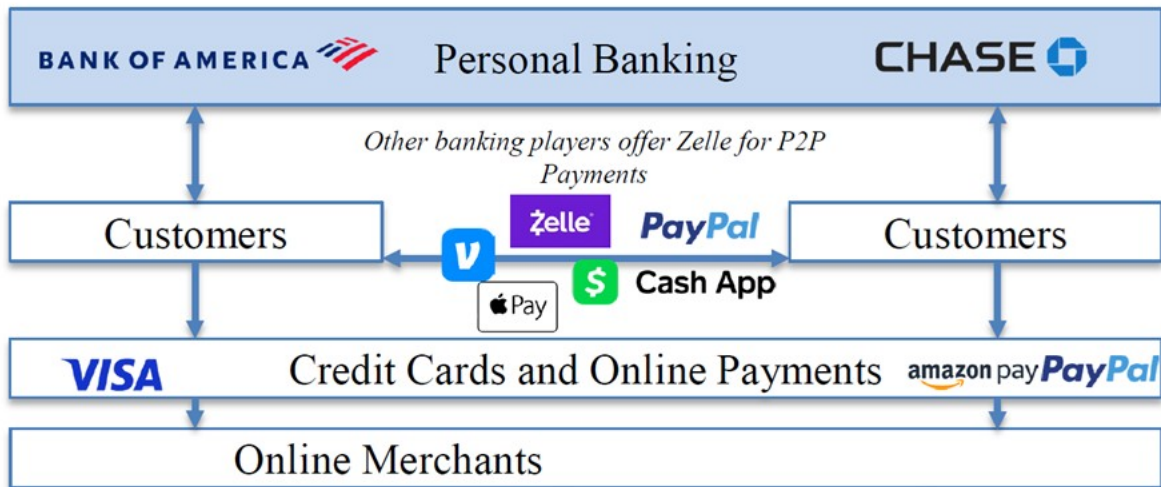 BANK OF AMERICA Personal Banking CHASE
Other banking players offer Zelle for P2P
Payments
Customers
Zelle PayPal
Customers
V
$ Cash App
Pay
VISA Credit Cards and Online Payments amazon pay PayPal
Online Merchants